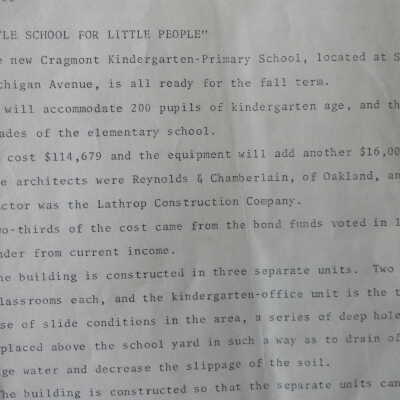 TLE SCHOOL FOR LITTLE PEOPLE"
e new Cragmont Kindergarten-Primary School, located at S
chigan Avenue, is all ready for the fall term.
will accommodate 200 pupils of kindergarten age, and th
ades of the elementary school.
cost $114,679 and the equipment will add another $16,00
e architects were Reynolds & Chamberlain, of Oakland, an
actor was the Lathrop Construction Company.
wo-thirds of the cost came from the bond funds voted in 1
nder from current income.
he building is constructed in three separate units. Two
lassrooms each, and the kindergarten-office unit is the t
se of slide conditions in the area, a series of deep hole
placed above the school yard in such a way as to drain of
ge water and decrease the slippage of the soil.
he building is constructed so that the separate units can